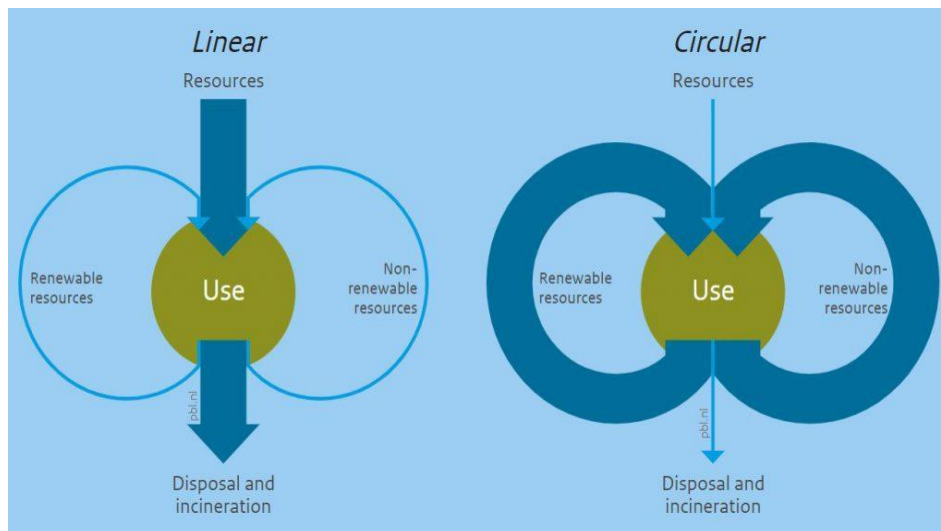 Linear
Resources
Renewable
resources
Use
Non-
renewable
resources
pbl.nl
Disposal and
incineration
Circular
Resources
Renewable
resources
Use
Non-
renewable
resources
pbl.nl
Disposal and
incineration